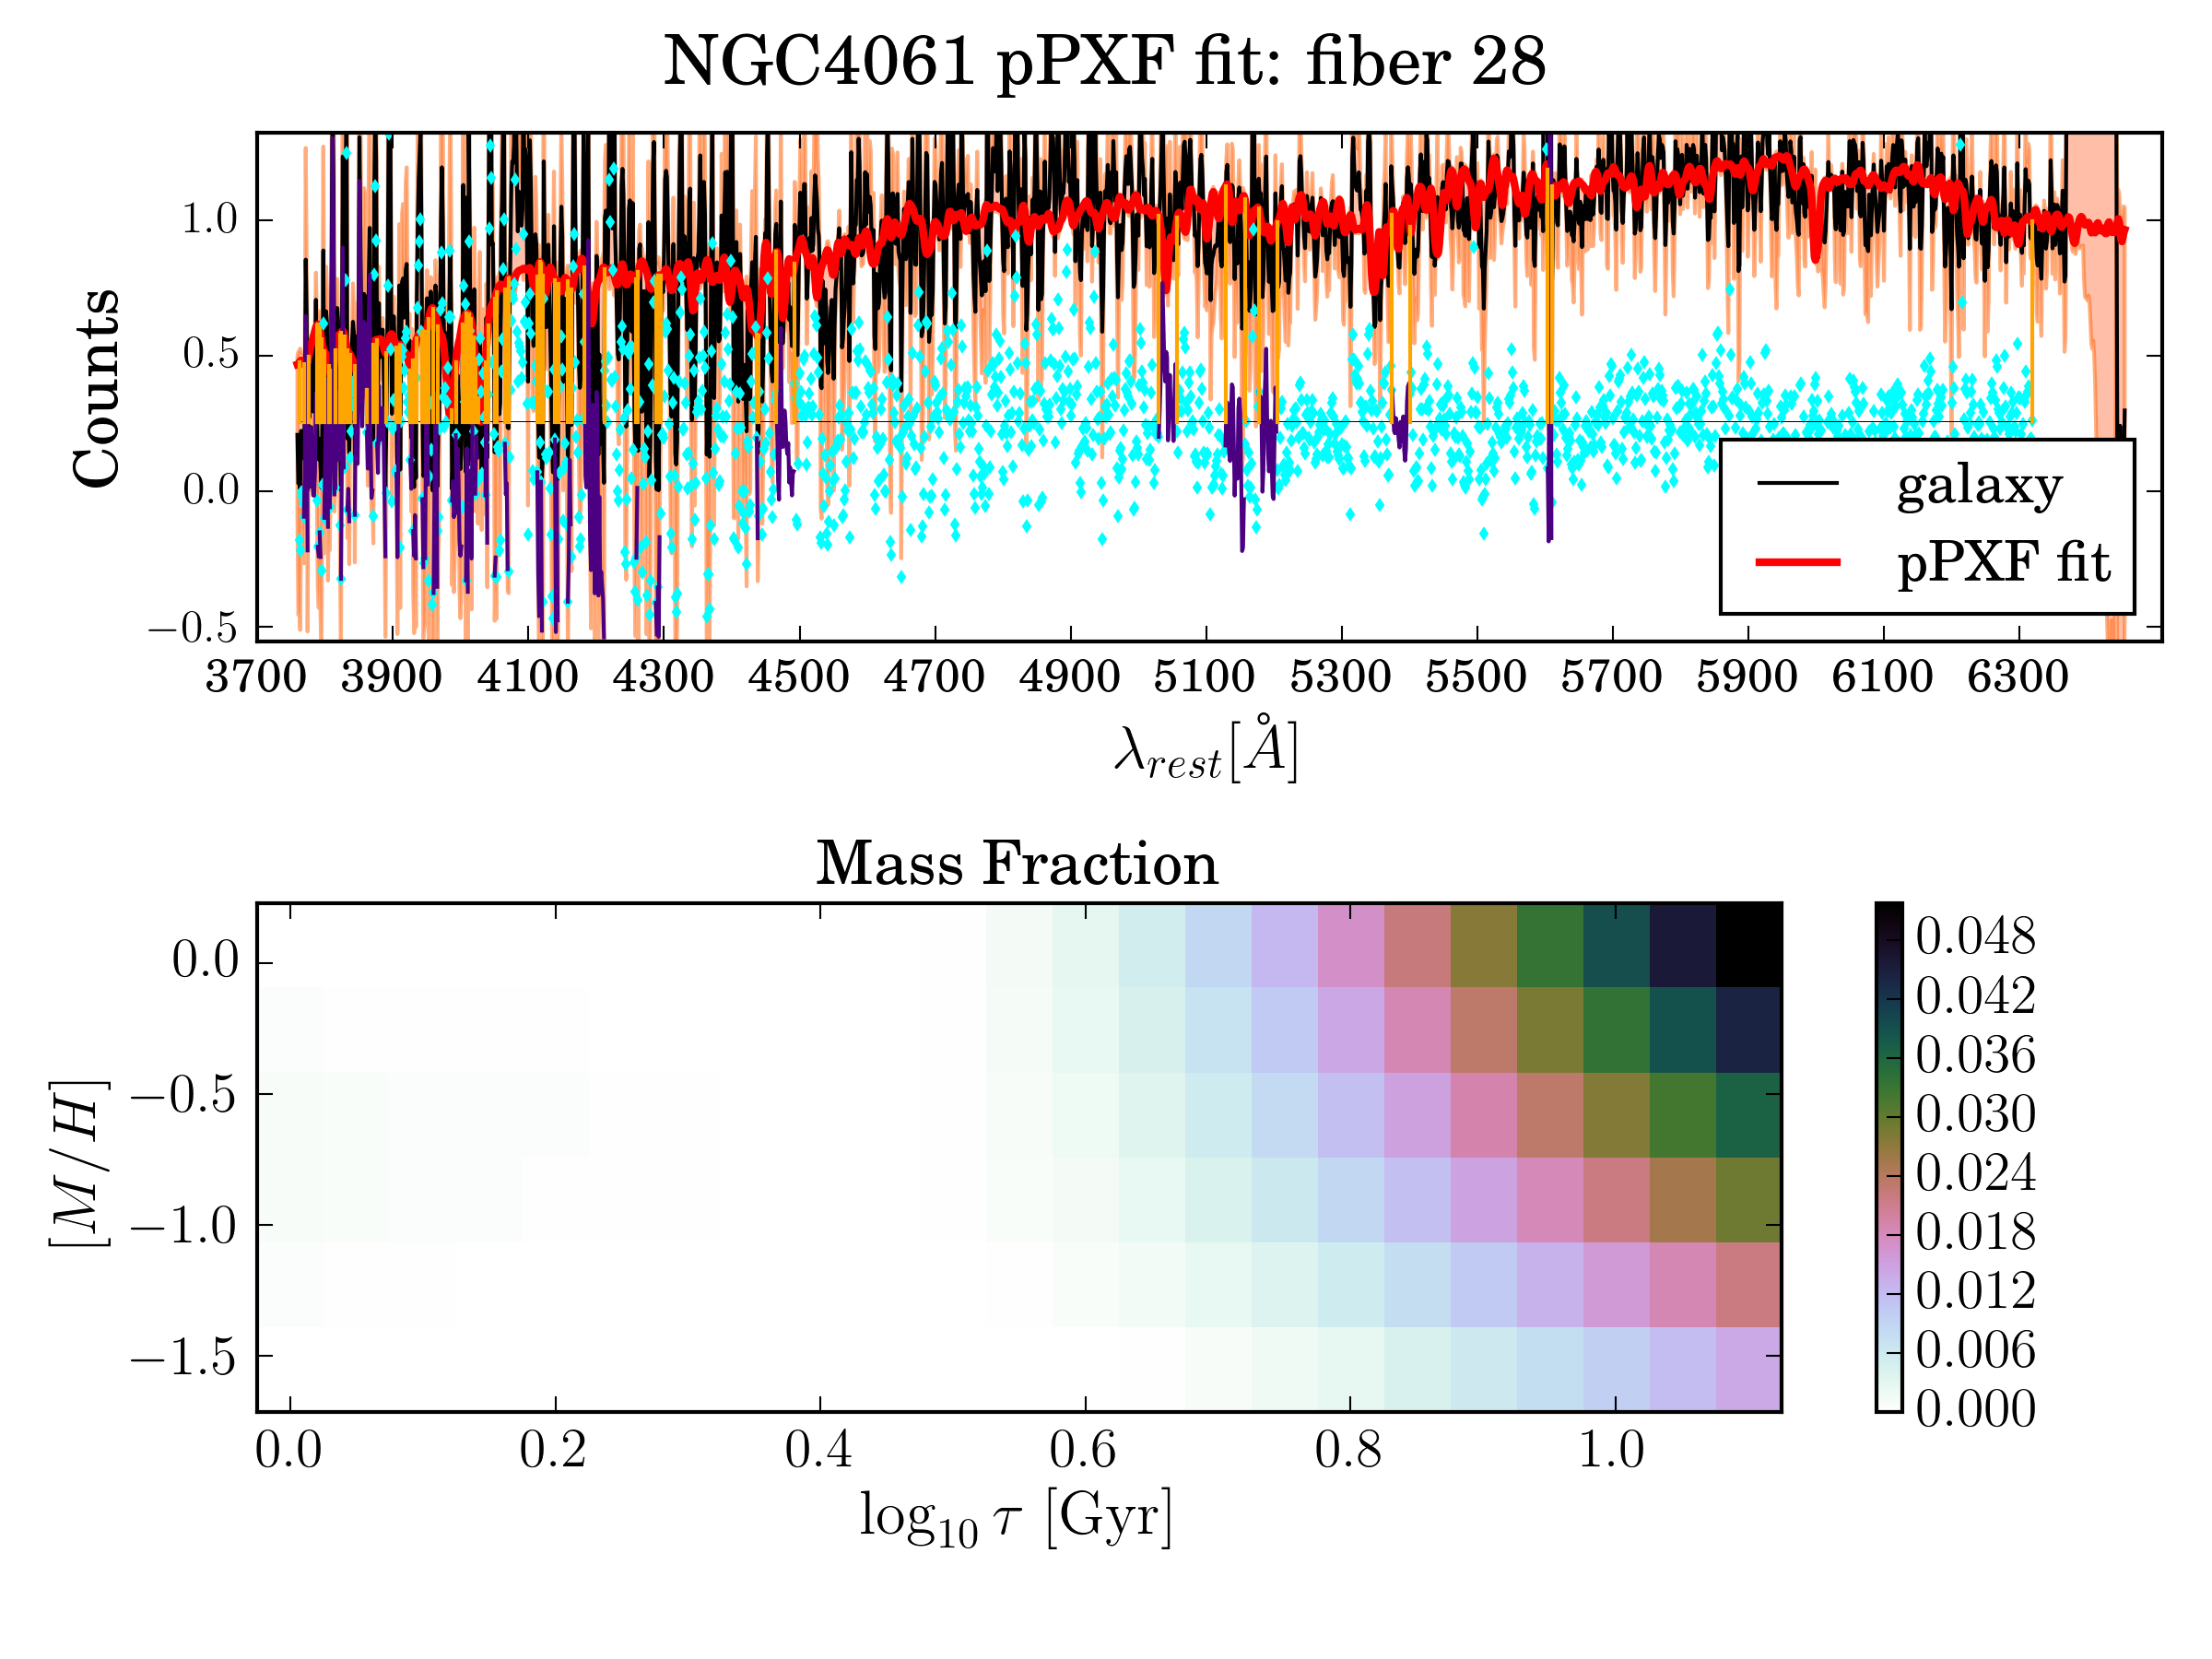 NGC4061 pPXF fit: fiber 28
Counts
1.0
0.5
0.0
−0.5
galaxy
pPXF fit
3700 3900 4100 4300 4500 4700 4900 5100 5300 5500 5700 5900 6100 6300
λrest[Å]
Mass Fraction
[M/H]
0.0
−0.5
−1.0
−1.5
0.048
0.042
0.036
0.030
0.024
0.018
0.012
0.006
0.000
0.0 0.2 0.4 0.6 0.8 1.0
log10 τ [Gyr]